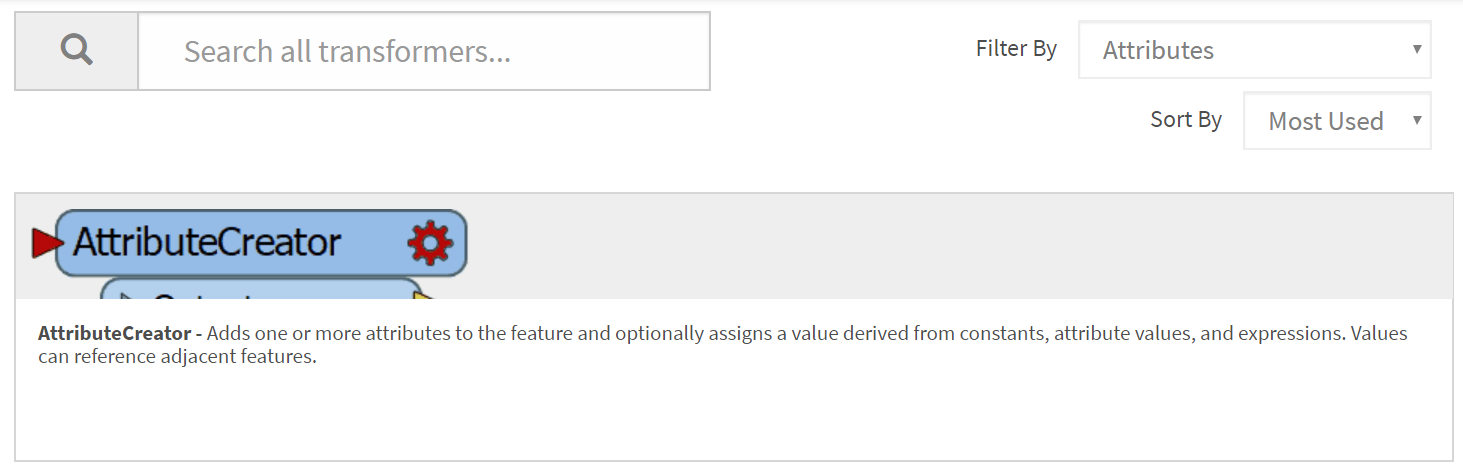 Search all transformers...
Filter By
Attributes
Sort By
Most Used
AttributeCreator
AttributeCreator - Adds one or more attributes to the feature and optionally assigns a value derived from constants, attribute values, and expressions. Values
can reference adjacent features.